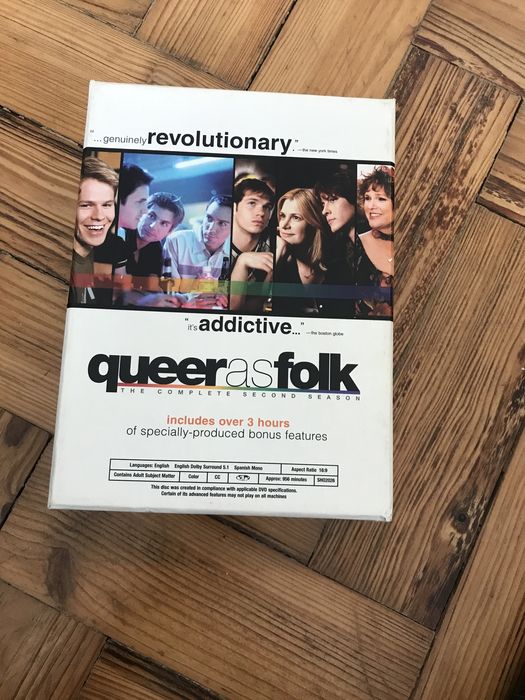 "... genuinely revolutionary." —the new york times
"it's addictive..." —the boston globe
queerasfolk
THE COMPLETE SECOND SEASON
includes over 3 hours
of specially-produced bonus features
Languages: English English Dolby Surround 5.1 Spanish Mono Aspect Ratio 16:9
Contains Adult Subject Matter Color CC Approx: 956 minutes SH02026
This disc was created in compliance with applicable DVD specifications.
Certain of its advanced features may not play on all machines